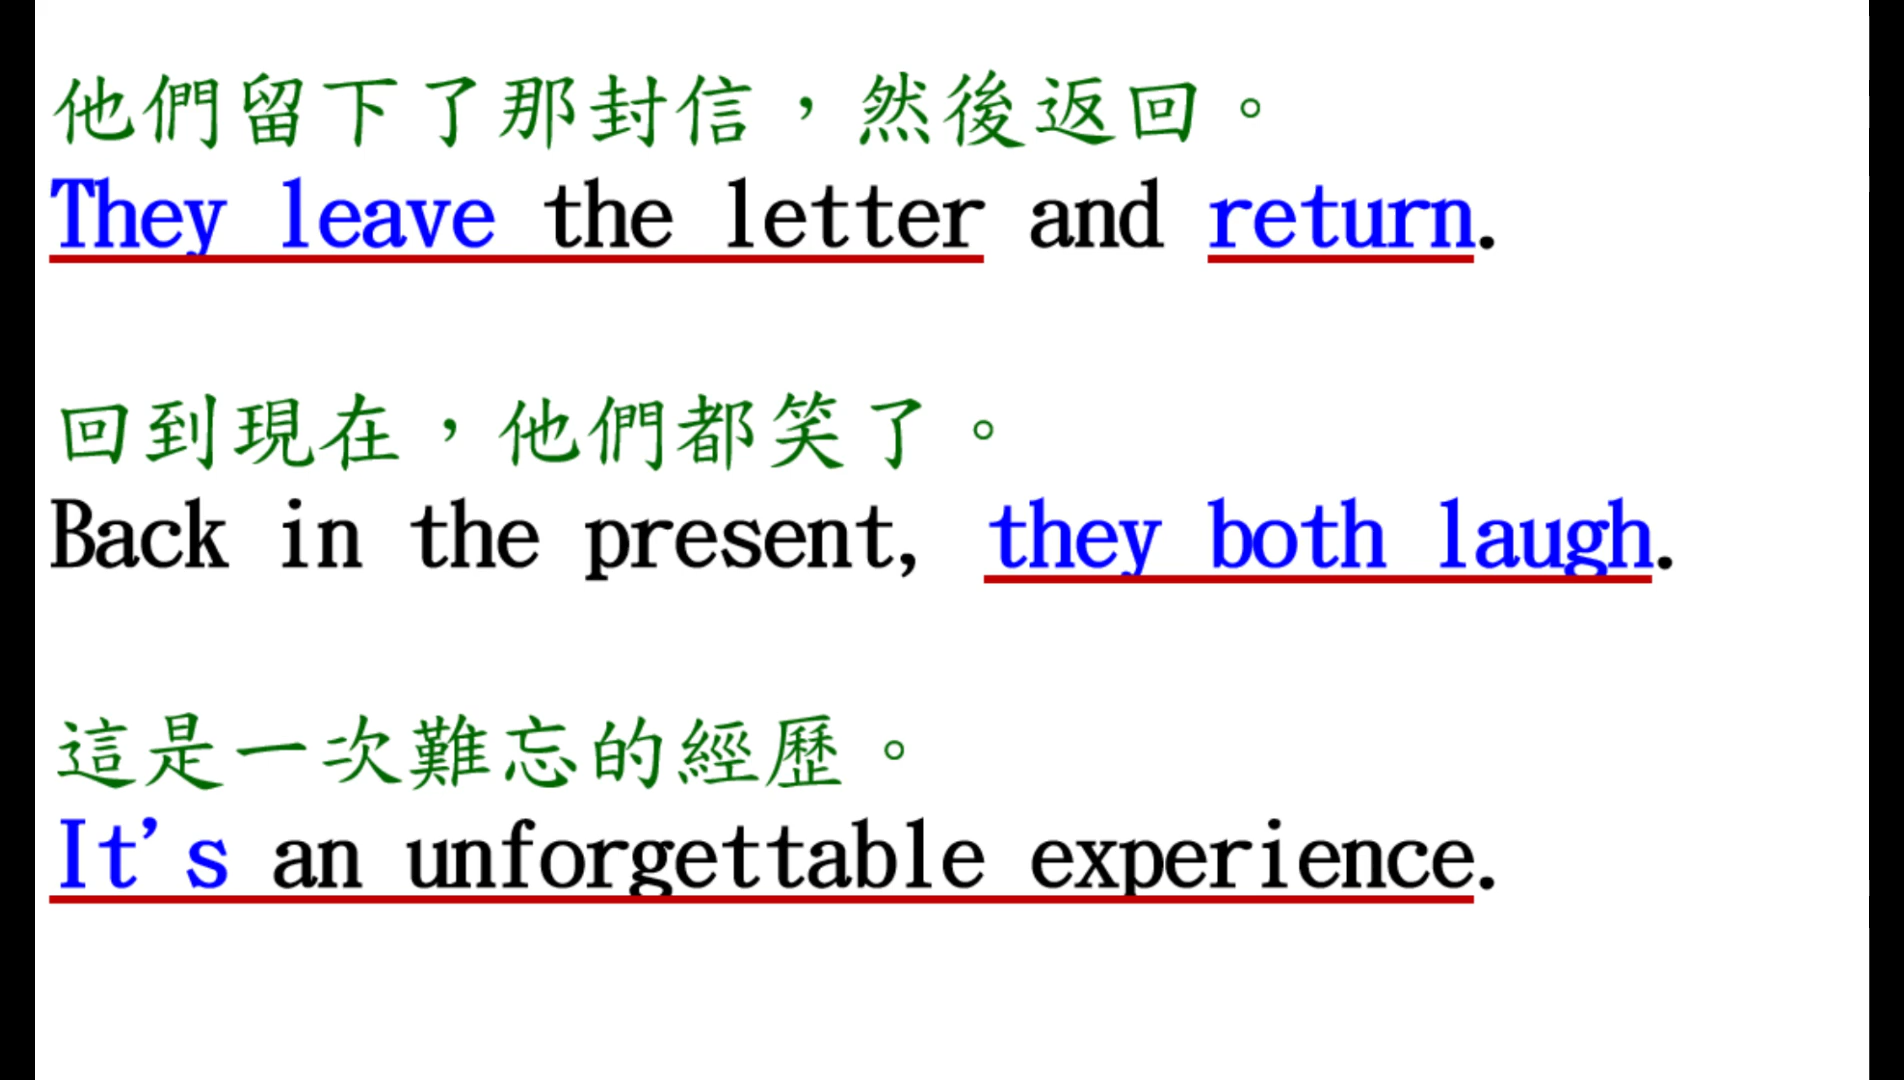 他們留下了那封信，然後返回。
They leave the letter and return.
回到現在，他們都笑了。
Back in the present, they both laugh.
這是一次難忘的經歷。
It's an unforgettable experience.